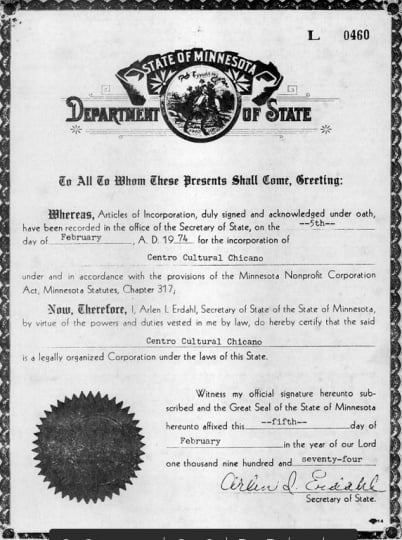 L 0460
STATE OF MINNESOTA
DEPARTMENT OF STATE
To All To Whom These Presents Shall Come, Greeting:
Whereas, Articles of Incorporation, duly signed and acknowledged under oath,
have been recorded in the office of the Secretary of State, on the --5th--
day of February, A. D. 19 74 for the incorporation of
Centro Cultural Chicano
under and in accordance with the provisions of the Minnesota Nonprofit Corporation
Act, Minnesota Statutes, Chapter 317;
Now, Therefore, I, Arlen I. Erdahl, Secretary of State of the State of Minnesota,
by virtue of the powers and duties vested in me by law, do hereby certify that the said
Centro Cultural Chicano
is a legally organized Corporation under the laws of this State.
Witness my official signature hereunto sub-
scribed and the Great Seal of the State of Minnesota
hereunto affixed this --fifth-- day of
February in the year of our Lord
one thousand nine hundred and seventy-four
Arlen I. Erdahl
Secretary of State.